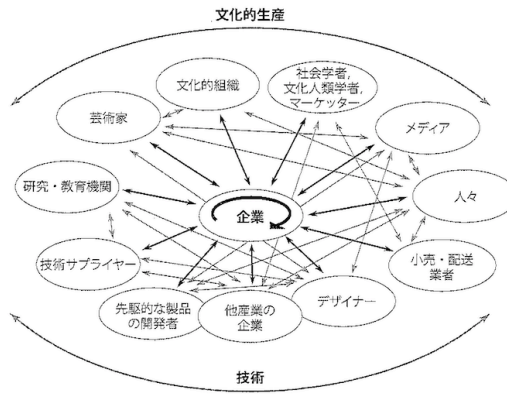 文化的生産
文化的組織
社会学者,
文化人類学者,
マーケッター
芸術家
メディア
研究・教育機関
人々
企業
技術サプライヤー
小売・配送
業者
先駆的な製品
の開発者
他産業の
企業
デザイナー
技術